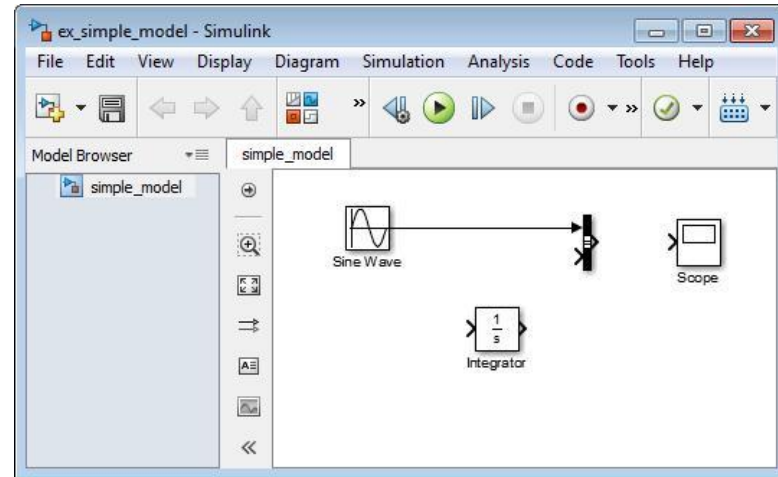 ex_simple_model - Simulink
File Edit View Display Diagram Simulation Analysis Code Tools Help
Model Browser
simple_model
simple_model
Sine Wave
Scope
1
s
Integrator